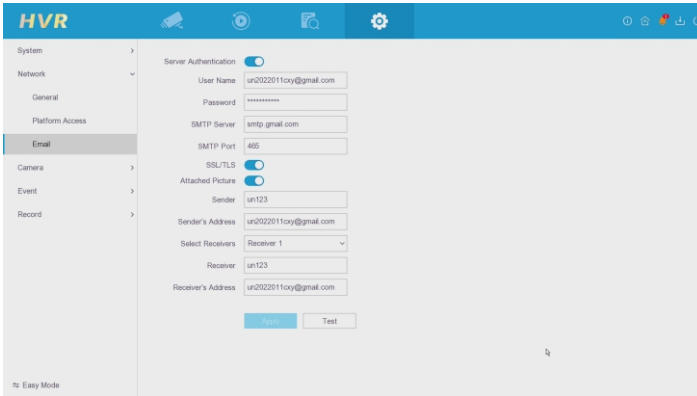 HVR
System
Network
General
Platform Access
Email
Camera
Event
Record
Easy Mode
Server Authentication
User Name un2022011cxy@gmail.com
Password ***********
SMTP Server smtp.gmail.com
SMTP Port 465
SSL/TLS
Attached Picture
Sender un123
Sender's Address un2022011cxy@gmail.com
Select Receivers Receiver 1
Receiver un123
Receiver's Address un2022011cxy@gmail.com
Apply Test